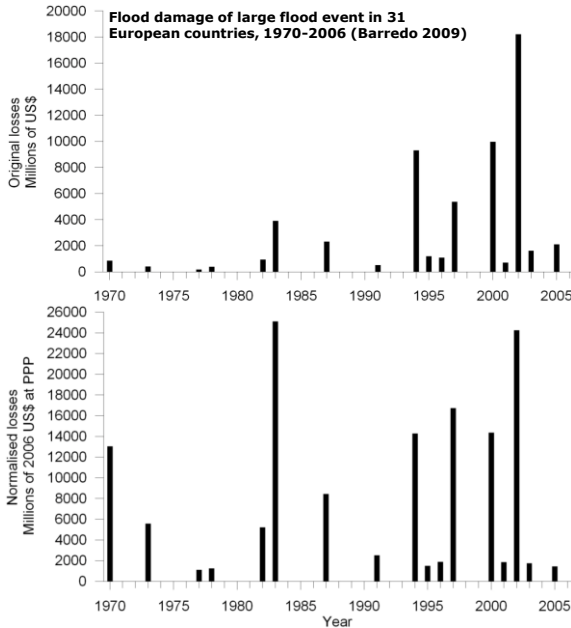 Flood damage of large flood event in 31
European countries, 1970-2006 (Barredo 2009)
Original losses
Millions of US$
20000
18000
16000
14000
12000
10000
8000
6000
4000
2000
0
1970 1975 1980 1985 1990 1995 2000 2005
Normalised losses
Millions of 2006 US$ at PPP
26000
24000
22000
20000
18000
16000
14000
12000
10000
8000
6000
4000
2000
0
1970 1975 1980 1985 1990 1995 2000 2005
Year